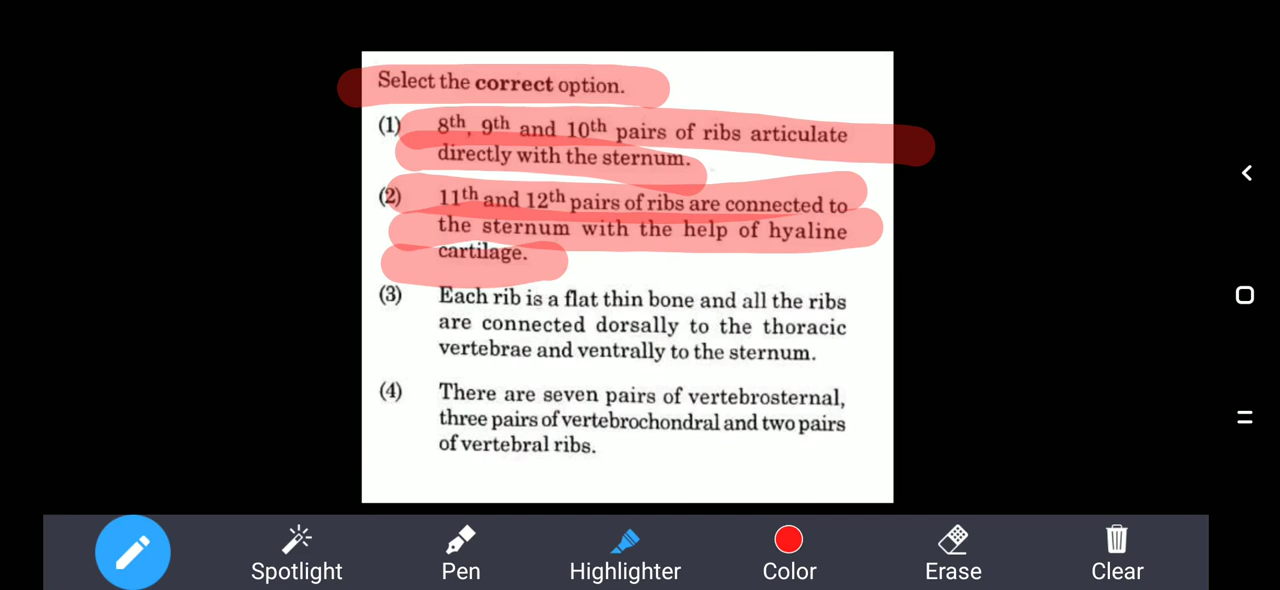 Select the correct option.
(1) 8th, 9th and 10th pairs of ribs articulate
directly with the sternum.
(2) 11th and 12th pairs of ribs are connected to
the sternum with the help of hyaline
cartilage.
(3) Each rib is a flat thin bone and all the ribs
are connected dorsally to the thoracic
vertebrae and ventrally to the sternum.
(4) There are seven pairs of vertebrosternal,
three pairs of vertebrochondral and two pairs
of vertebral ribs.
Spotlight Pen Highlighter Color Erase Clear